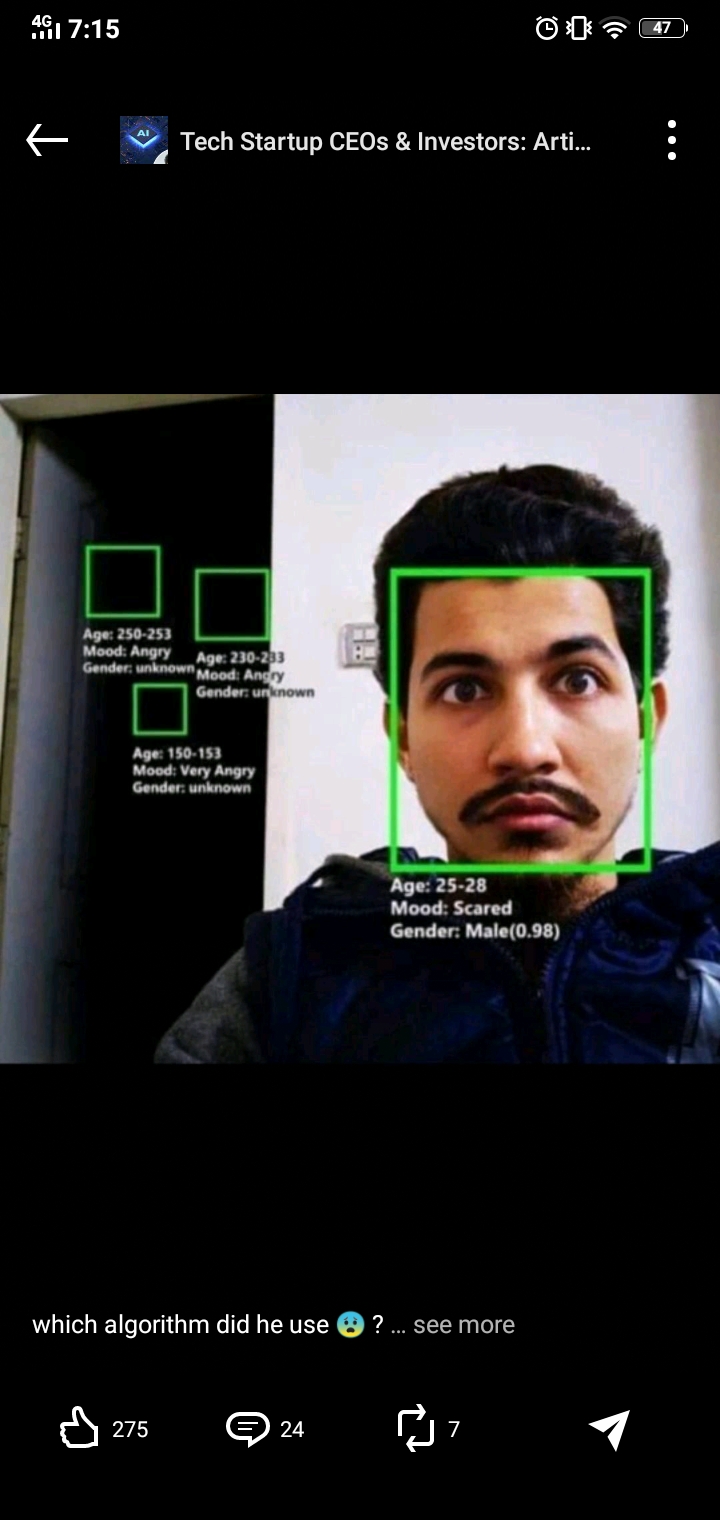 4G 7:15 47
AI
Tech Startup CEOs & Investors: Arti...
Age: 250-253
Mood: Angry
Gender: unknown
Age: 230-233
Mood: Angry
Gender: unknown
Age: 150-153
Mood: Very Angry
Gender: unknown
Age: 25-28
Mood: Scared
Gender: Male(0.98)
which algorithm did he use 😨 ? ... see more
275 24 7